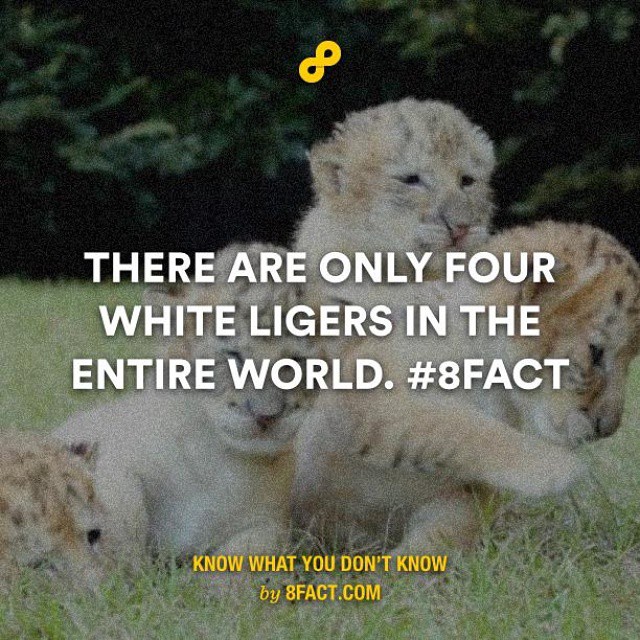 THERE ARE ONLY FOUR
WHITE LIGERS IN THE
ENTIRE WORLD. #8FACT
KNOW WHAT YOU DON'T KNOW
by 8FACT.COM